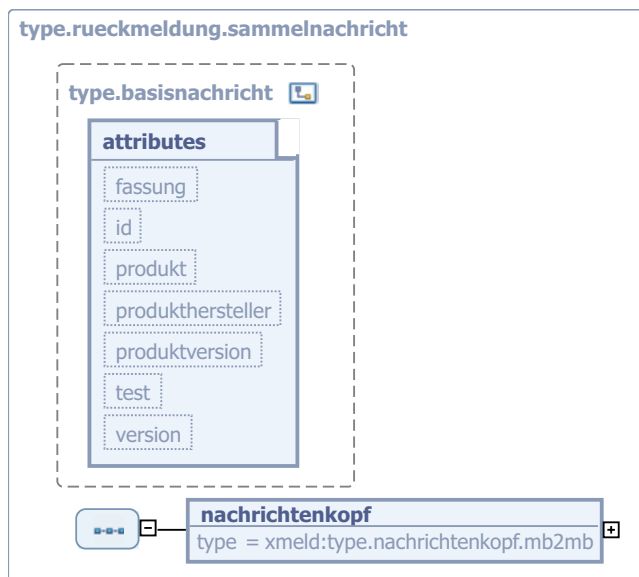 type.rueckmeldung.sammelnachricht
type.basisnachricht
attributes
fassung
id
produkt
produkthersteller
produktversion
test
version
nachrichtenkopf
type = xmeld:type.nachrichtenkopf.mb2mb